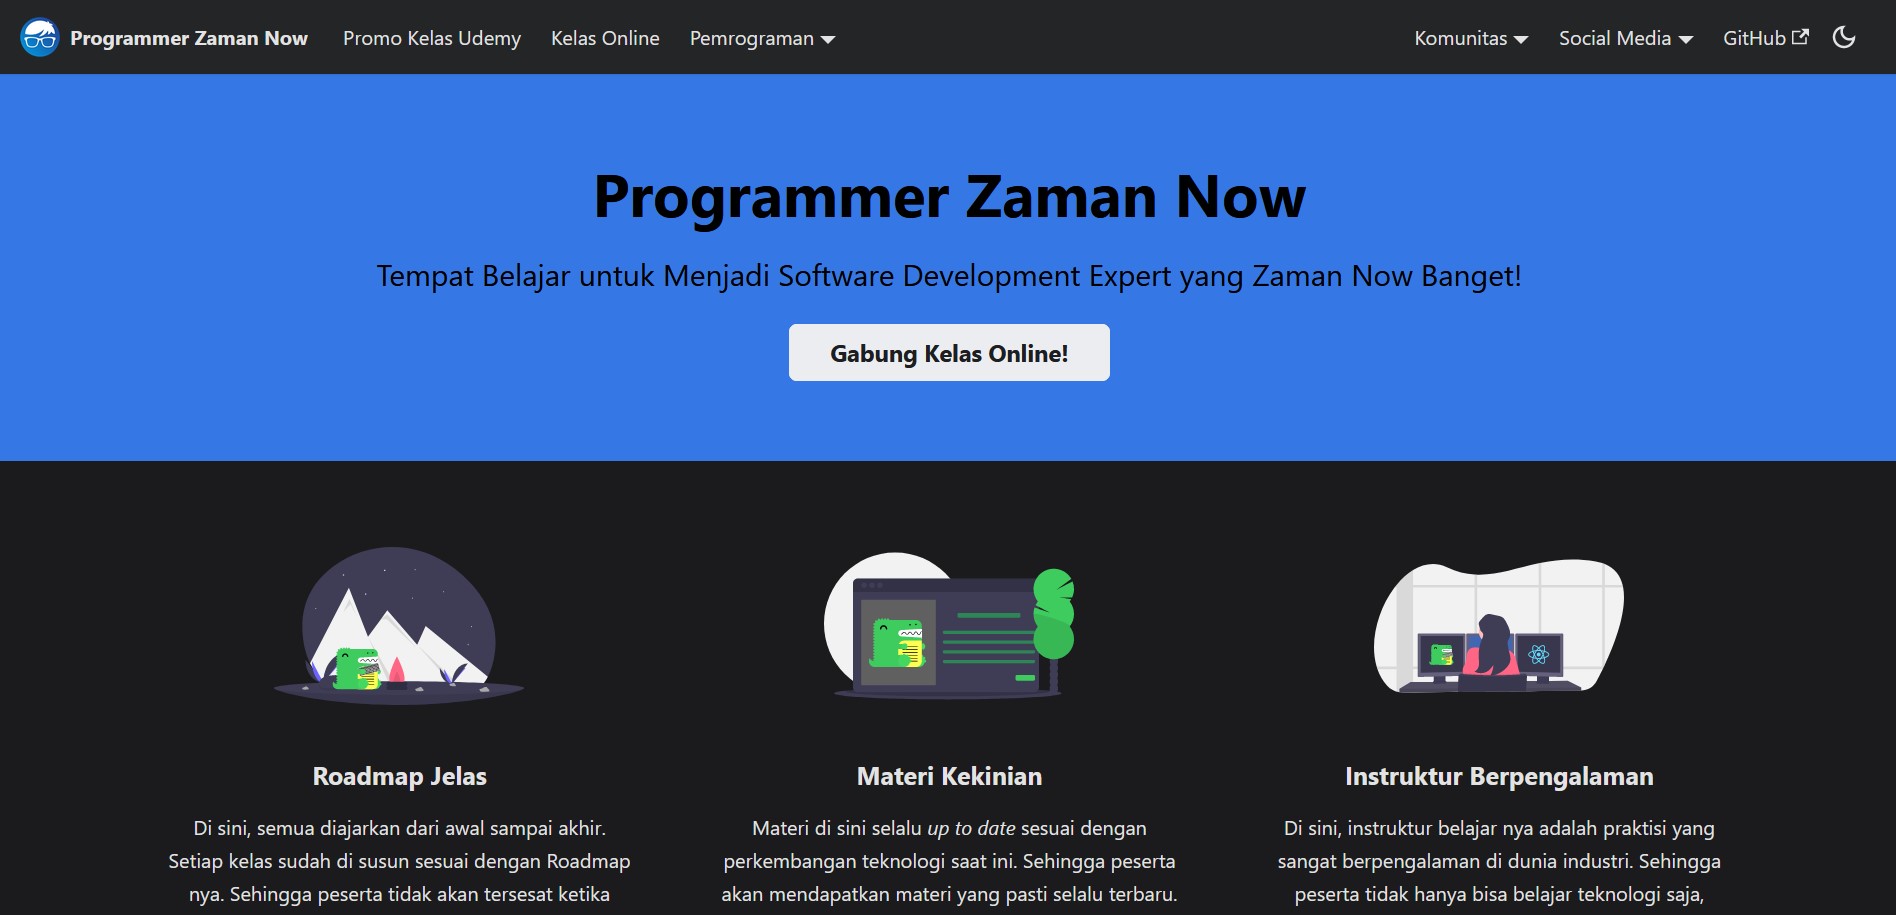 Programmer Zaman Now
Promo Kelas Udemy
Kelas Online
Pemrograman
Komunitas
Social Media
GitHub
Programmer Zaman Now
Tempat Belajar untuk Menjadi Software Development Expert yang Zaman Now Banget!
Gabung Kelas Online!
Roadmap Jelas
Di sini, semua diajarkan dari awal sampai akhir.
Setiap kelas sudah di susun sesuai dengan Roadmap
nya. Sehingga peserta tidak akan tersesat ketika
Materi Kekinian
Materi di sini selalu up to date sesuai dengan
perkembangan teknologi saat ini. Sehingga peserta
akan mendapatkan materi yang pasti selalu terbaru.
Instruktur Berpengalaman
Di sini, instruktur belajar nya adalah praktisi yang
sangat berpengalaman di dunia industri. Sehingga
peserta tidak hanya bisa belajar teknologi saja,